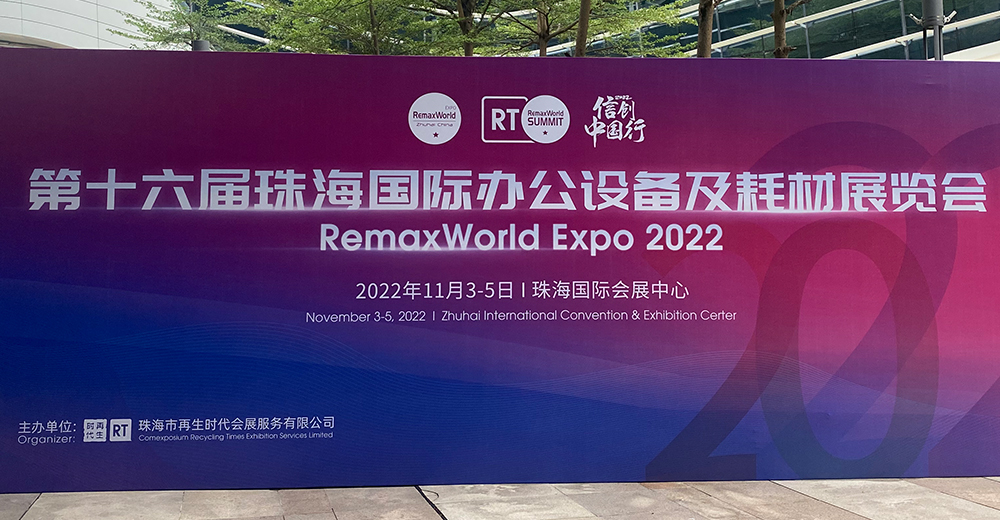 EXPO
RemaxWorld
Zhuhai China
RT
RemaxWorld
SUMMIT
2022
信创
中国行
第十六届珠海国际办公设备及耗材展览会
RemaxWorld Expo 2022
2022年11月3-5日 | 珠海国际会展中心
November 3-5, 2022 | Zhuhai International Convention & Exhibition Certer
2022
主办单位:
Organizer:
再生
时代
RT
珠海市再生时代会展服务有限公司
Comexposium Recycling Times Exhibition Services Limited